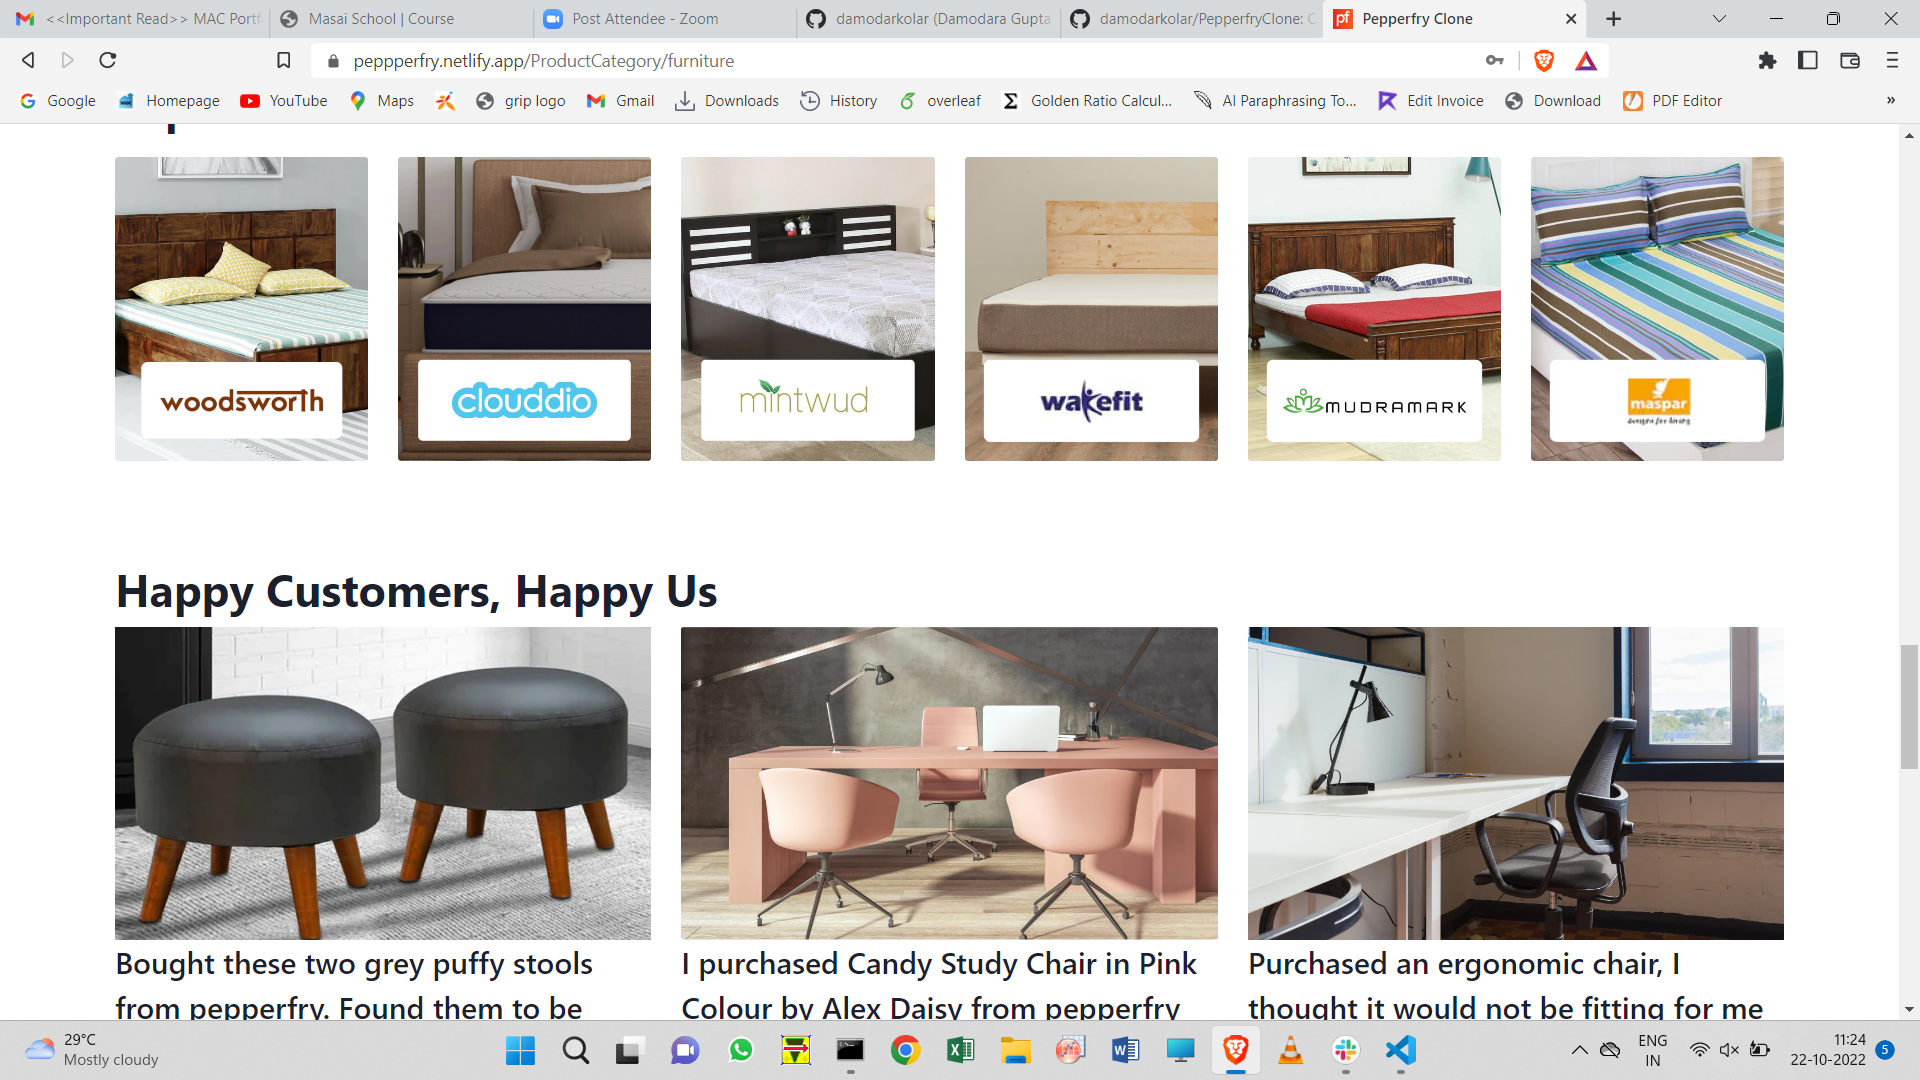 <<Important Read>> MAC Portf
Masai School | Course
Post Attendee - Zoom
damodarkolar (Damodara Gupta
damodarkolar/PepperfryClone: C
pf Pepperfry Clone
peppperfry.netlify.app/ProductCategory/furniture
Google
Homepage
YouTube
Maps
grip logo
Gmail
Downloads
History
overleaf
Golden Ratio Calcul...
AI Paraphrasing To...
Edit Invoice
Download
PDF Editor
»
woodsworth
clouddio
mintwud
wakefit
MUDRAMARK
maspar
designs for living
Happy Customers, Happy Us
Bought these two grey puffy stools
from pepperfry. Found them to be
I purchased Candy Study Chair in Pink
Colour by Alex Daisy from pepperfry
Purchased an ergonomic chair, I
thought it would not be fitting for me
29°C
Mostly cloudy
ENG
IN
11:24
22-10-2022
5